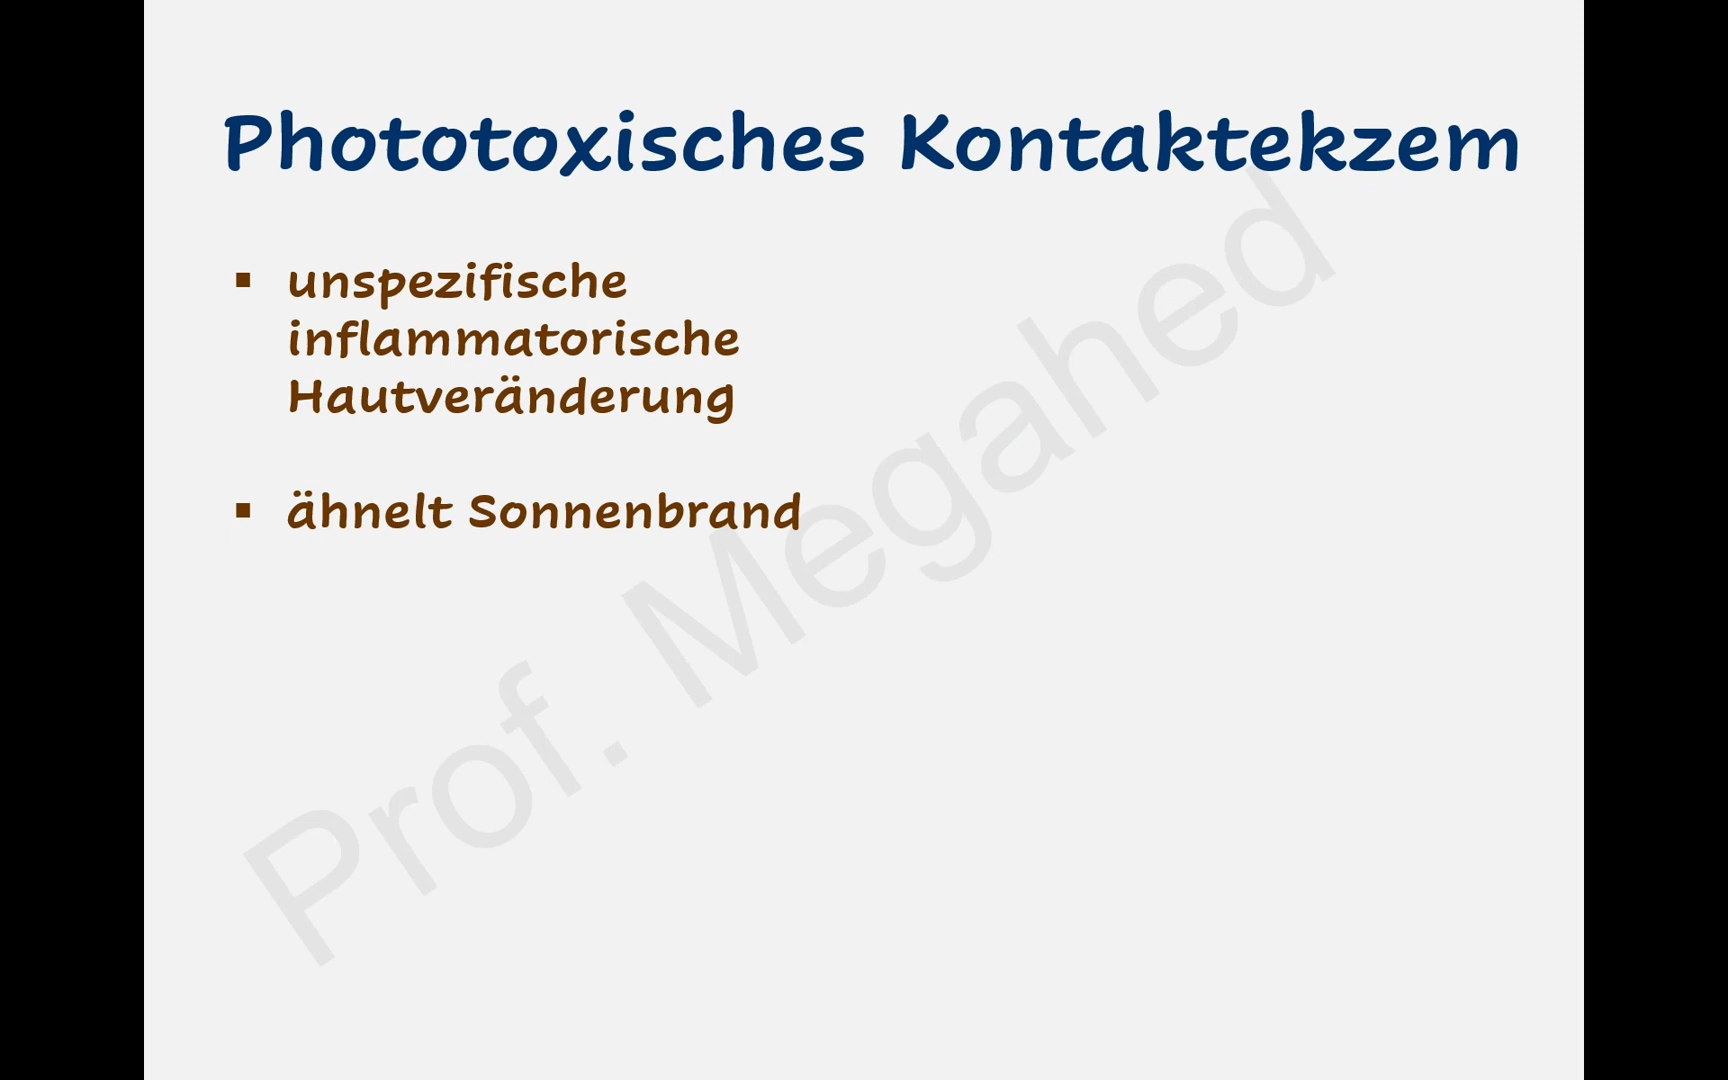 Phototoxisches Kontaktekzem
▪ unspezifische
inflammatorische
Hautveränderung
▪ ähnelt Sonnenbrand
Prof. Megahed